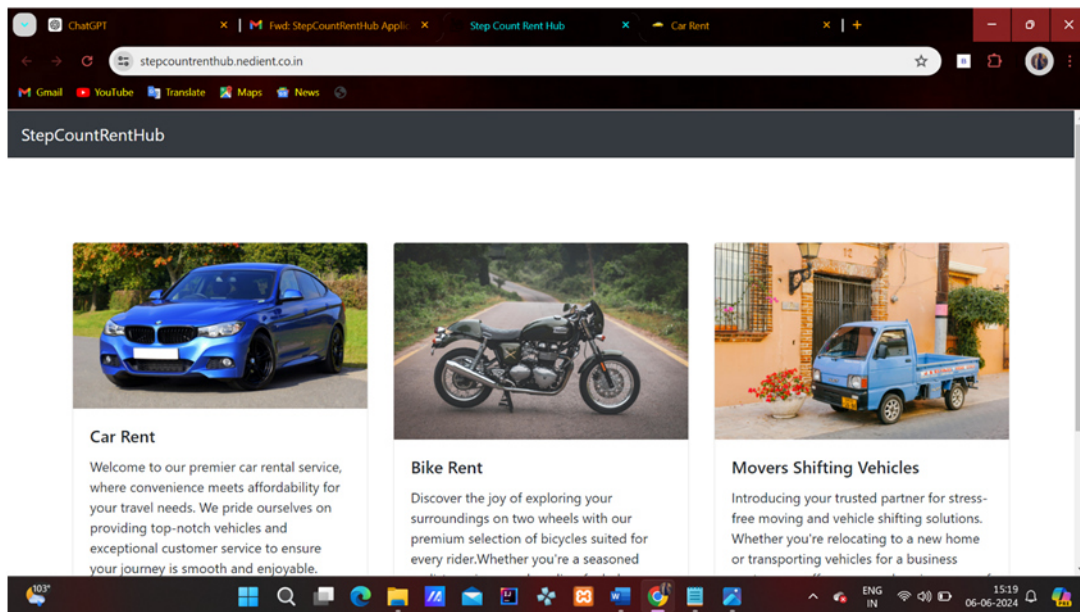 ChatGPT
Fwd: StepCountRentHub Applic
Step Count Rent Hub
Car Rent
stepcountrenthub.nedient.co.in
Gmail
YouTube
Translate
Maps
News
StepCountRentHub
Car Rent
Welcome to our premier car rental service,
where convenience meets affordability for
your travel needs. We pride ourselves on
providing top-notch vehicles and
exceptional customer service to ensure
your journey is smooth and enjoyable.
Bike Rent
Discover the joy of exploring your
surroundings on two wheels with our
premium selection of bicycles suited for
every rider.Whether you're a seasoned
Movers Shifting Vehicles
Introducing your trusted partner for stress-
free moving and vehicle shifting solutions.
Whether you're relocating to a new home
or transporting vehicles for a business
103°
ENG
IN
15:19
06-06-2024